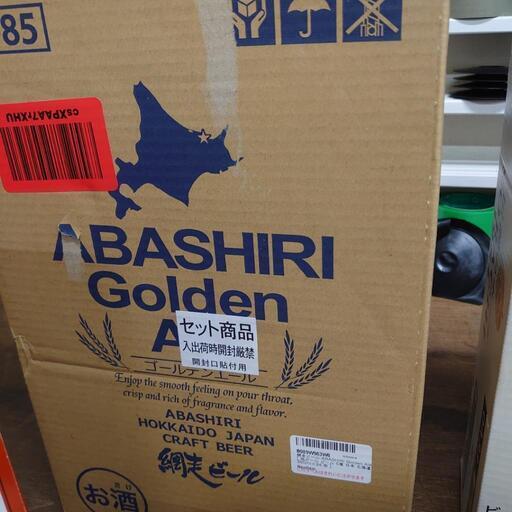 85
csXPAA7rXHU
ABASHIRI
Golden
A
セット商品
入出荷時開封厳禁
開封口貼付用
ゴールデンエール
Enjoy the smooth feeling on your throat,
crisp and rich of fragrance and flavor.
ABASHIRI
HOKKAIDO JAPAN
CRAFT BEER
網走ビール
お酒